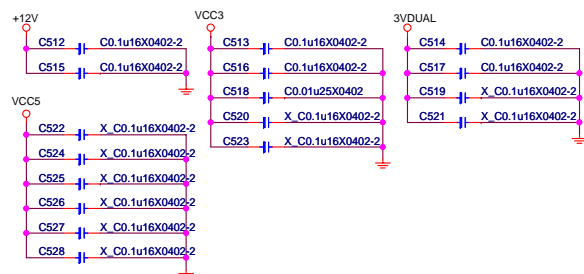 +12V
C512 C0.1u16X0402-2
C515 C0.1u16X0402-2
VCC5
C522 X_C0.1u16X0402-2
C524 X_C0.1u16X0402-2
C525 X_C0.1u16X0402-2
C526 X_C0.1u16X0402-2
C527 X_C0.1u16X0402-2
C528 X_C0.1u16X0402-2
VCC3
C513 C0.1u16X0402-2
C516 C0.1u16X0402-2
C518 C0.01u25X0402
C520 X_C0.1u16X0402-2
C523 X_C0.1u16X0402-2
3VDUAL
C514 C0.1u16X0402-2
C517 C0.1u16X0402-2
C519 X_C0.1u16X0402-2
C521 X_C0.1u16X0402-2